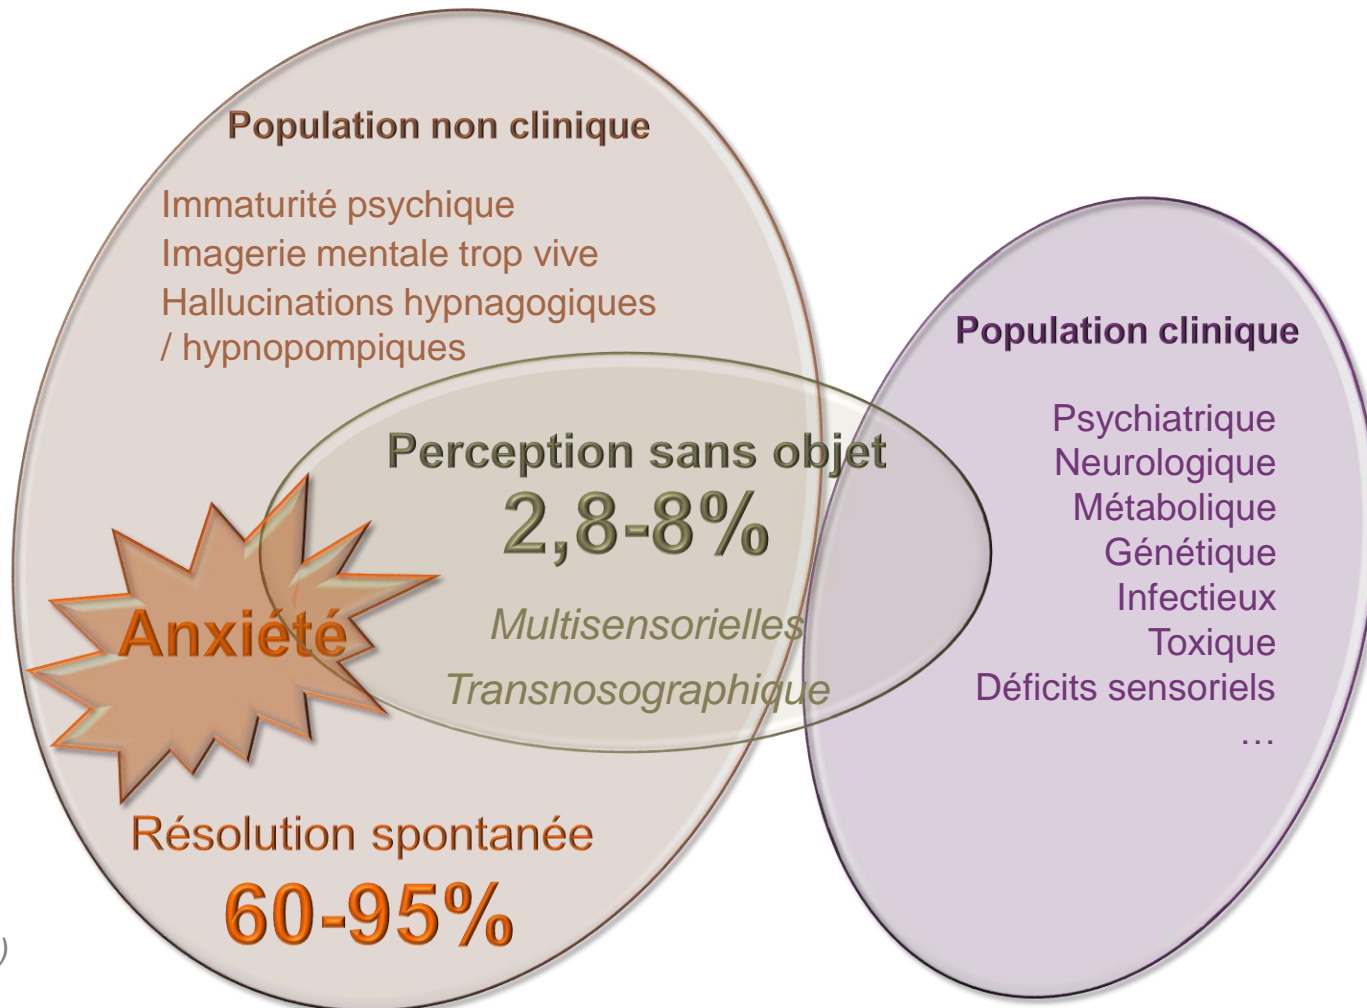 Population non clinique
Immaturité psychique
Imagerie mentale trop vive
Hallucinations hypnagogiques
/ hypnopompiques
Perception sans objet
2,8-8%
Multisensorielles
Transnosographique
Anxiété
Résolution spontanée
60-95%
)
Population clinique
Psychiatrique
Neurologique
Métabolique
Génétique
Infectieux
Toxique
Déficits sensoriels
…